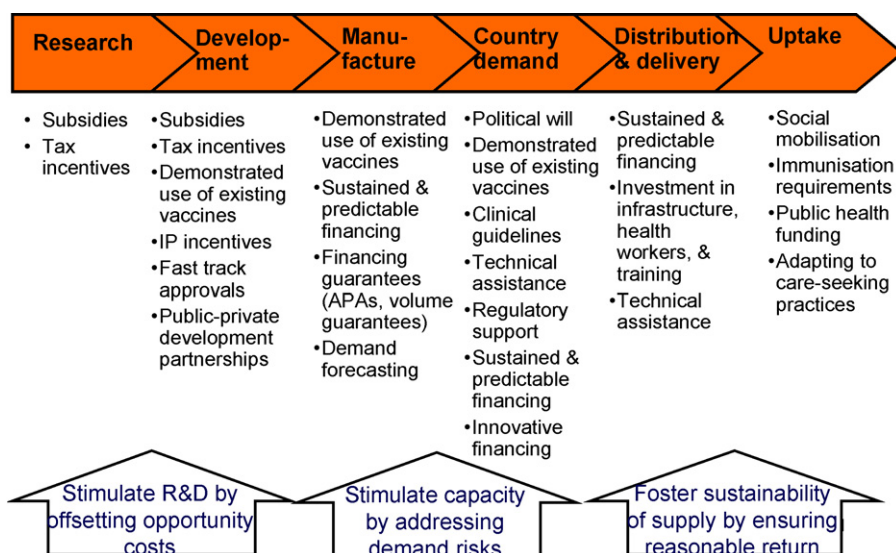 Research
Develop-
ment
Manu-
facture
Country
demand
Distribution
& delivery
Uptake
• Subsidies
• Tax
incentives
•Subsidies
•Tax incentives
•Demonstrated
use of existing
vaccines
•IP incentives
•Fast track
approvals
•Public-private
development
partnerships
•Demonstrated
use of existing
vaccines
•Sustained &
predictable
financing
•Financing
guarantees
(APAs, volume
guarantees)
•Demand
forecasting
•Political will
•Demonstrated
use of existing
vaccines
•Clinical
guidelines
•Technical
assistance
•Regulatory
support
•Sustained &
predictable
financing
•Innovative
financing
•Sustained &
predictable
financing
•Investment in
infrastructure,
health
workers, &
training
•Technical
assistance
•Social
mobilisation
•Immunisation
requirements
•Public health
funding
•Adapting to
care-seeking
practices
Stimulate R&D by
offsetting opportunity
costs
Stimulate capacity
by addressing
demand risks
Foster sustainability
of supply by ensuring
reasonable return